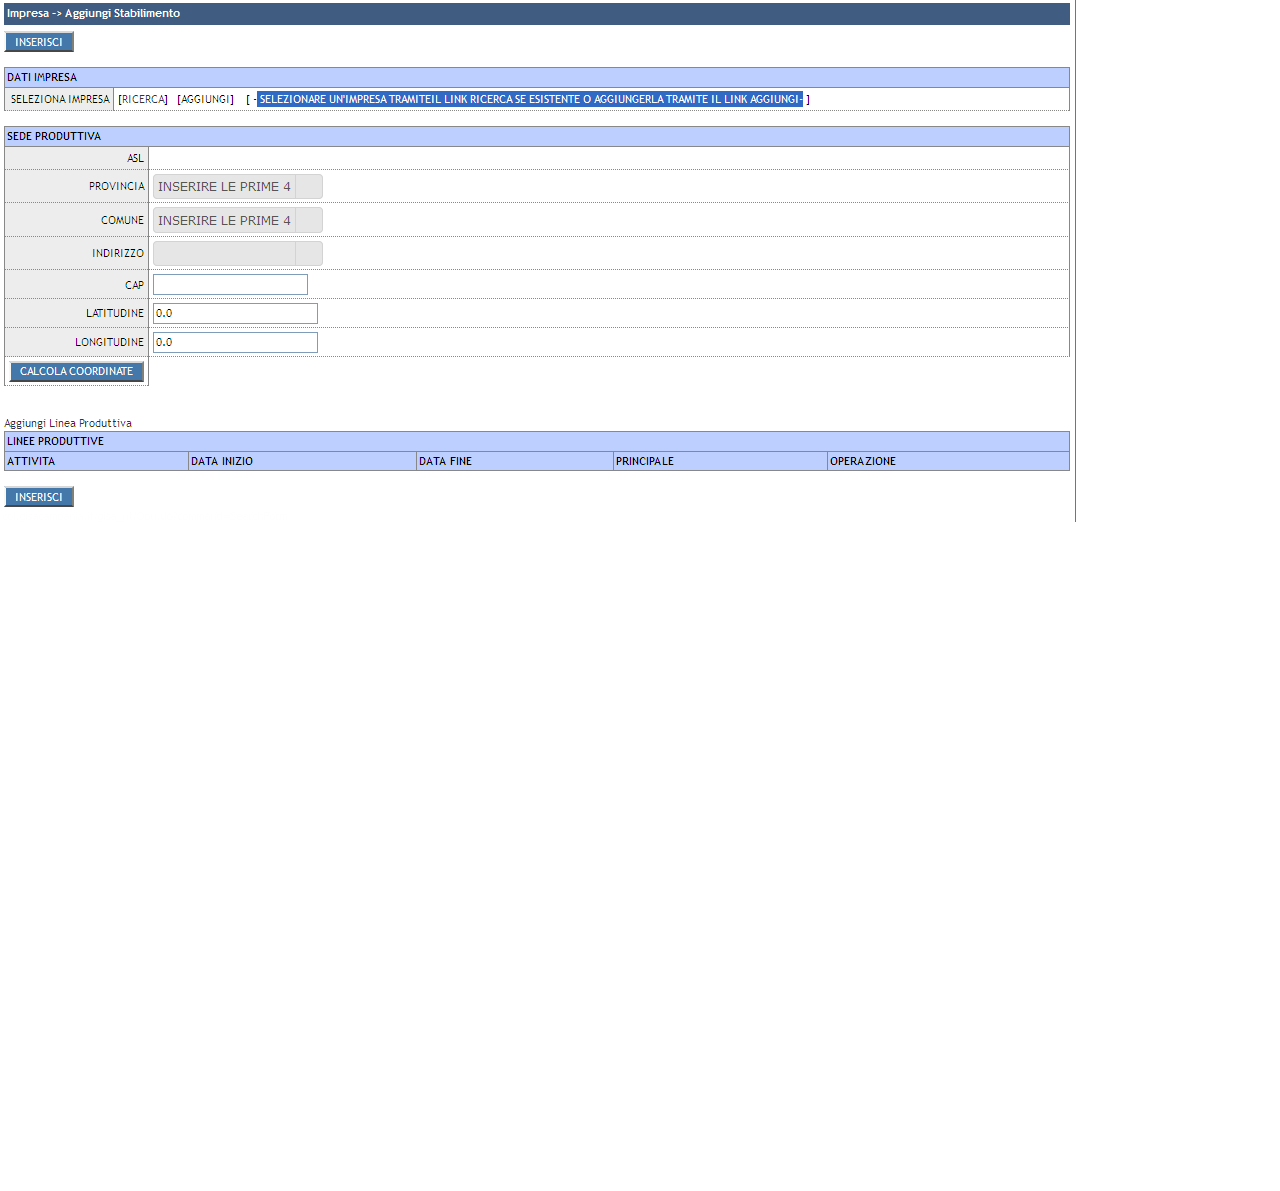 Impresa -> Aggiungi Stabilimento
INSERISCI
DATI IMPRESA
SELEZIONA IMPRESA [RICERCA] [AGGIUNGI] [ - SELEZIONARE UN'IMPRESA TRAMITEIL LINK RICERCA SE ESISTENTE O AGGIUNGERLA TRAMITE IL LINK AGGIUNGI- ]
SEDE PRODUTTIVA
ASL
PROVINCIA INSERIRE LE PRIME 4
COMUNE INSERIRE LE PRIME 4
INDIRIZZO
CAP
LATITUDINE 0.0
LONGITUDINE 0.0
CALCOLA COORDINATE
Aggiungi Linea Produttiva
LINEE PRODUTTIVE
ATTIVITA DATA INIZIO DATA FINE PRINCIPALE OPERAZIONE
INSERISCI